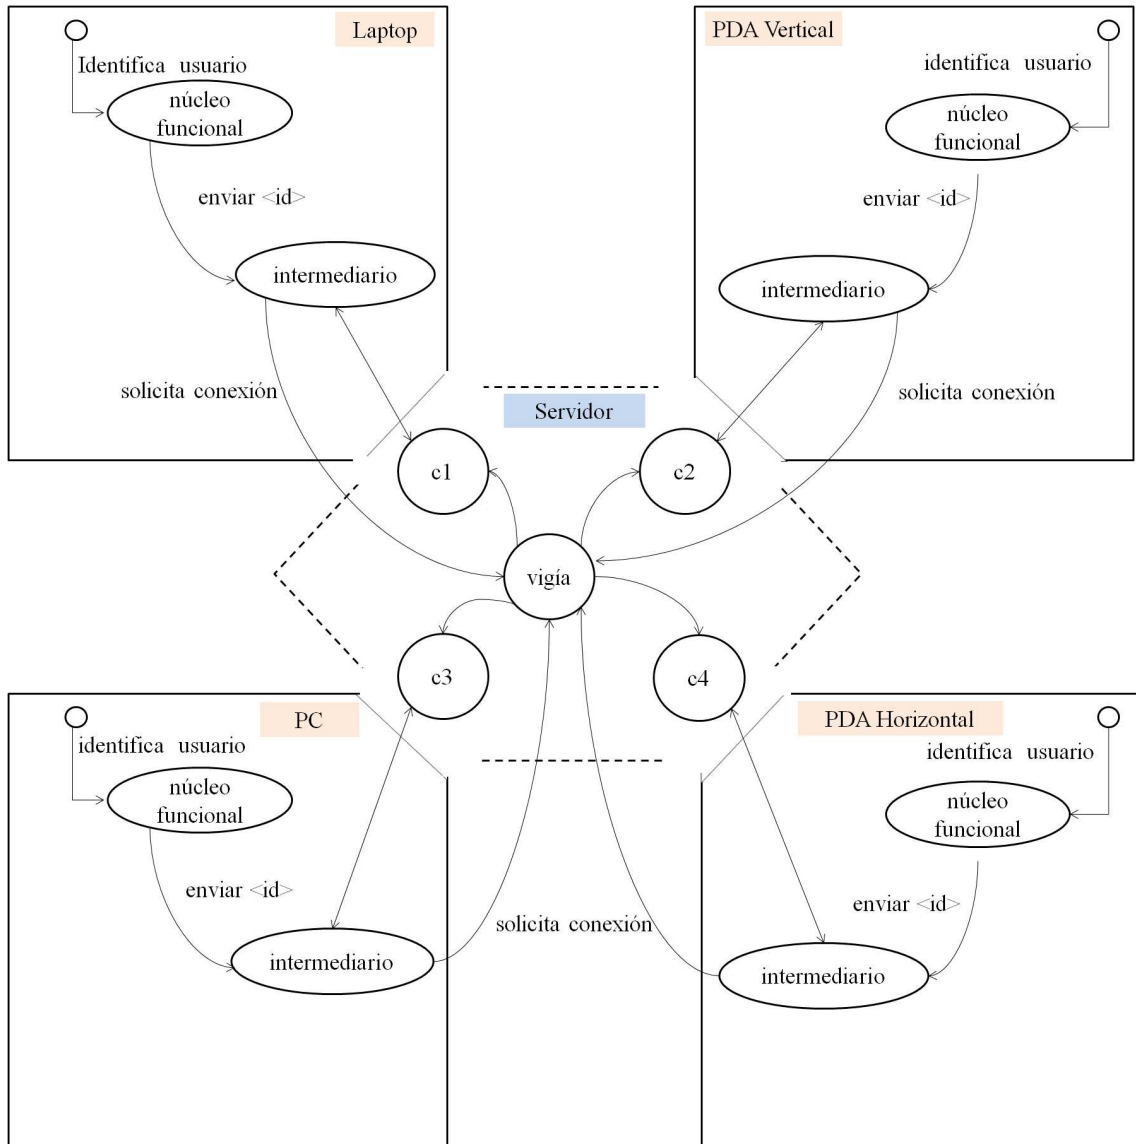 Laptop
Identifica usuario
núcleo
funcional
enviar <id>
intermediario
solicita conexión
PDA Vertical
identifica usuario
núcleo
funcional
enviar <id>
intermediario
solicita conexión
Servidor
c1
c2
vigía
c3
c4
PC
identifica usuario
núcleo
funcional
enviar <id>
intermediario
solicita conexión
PDA Horizontal
identifica usuario
núcleo
funcional
enviar <id>
intermediario